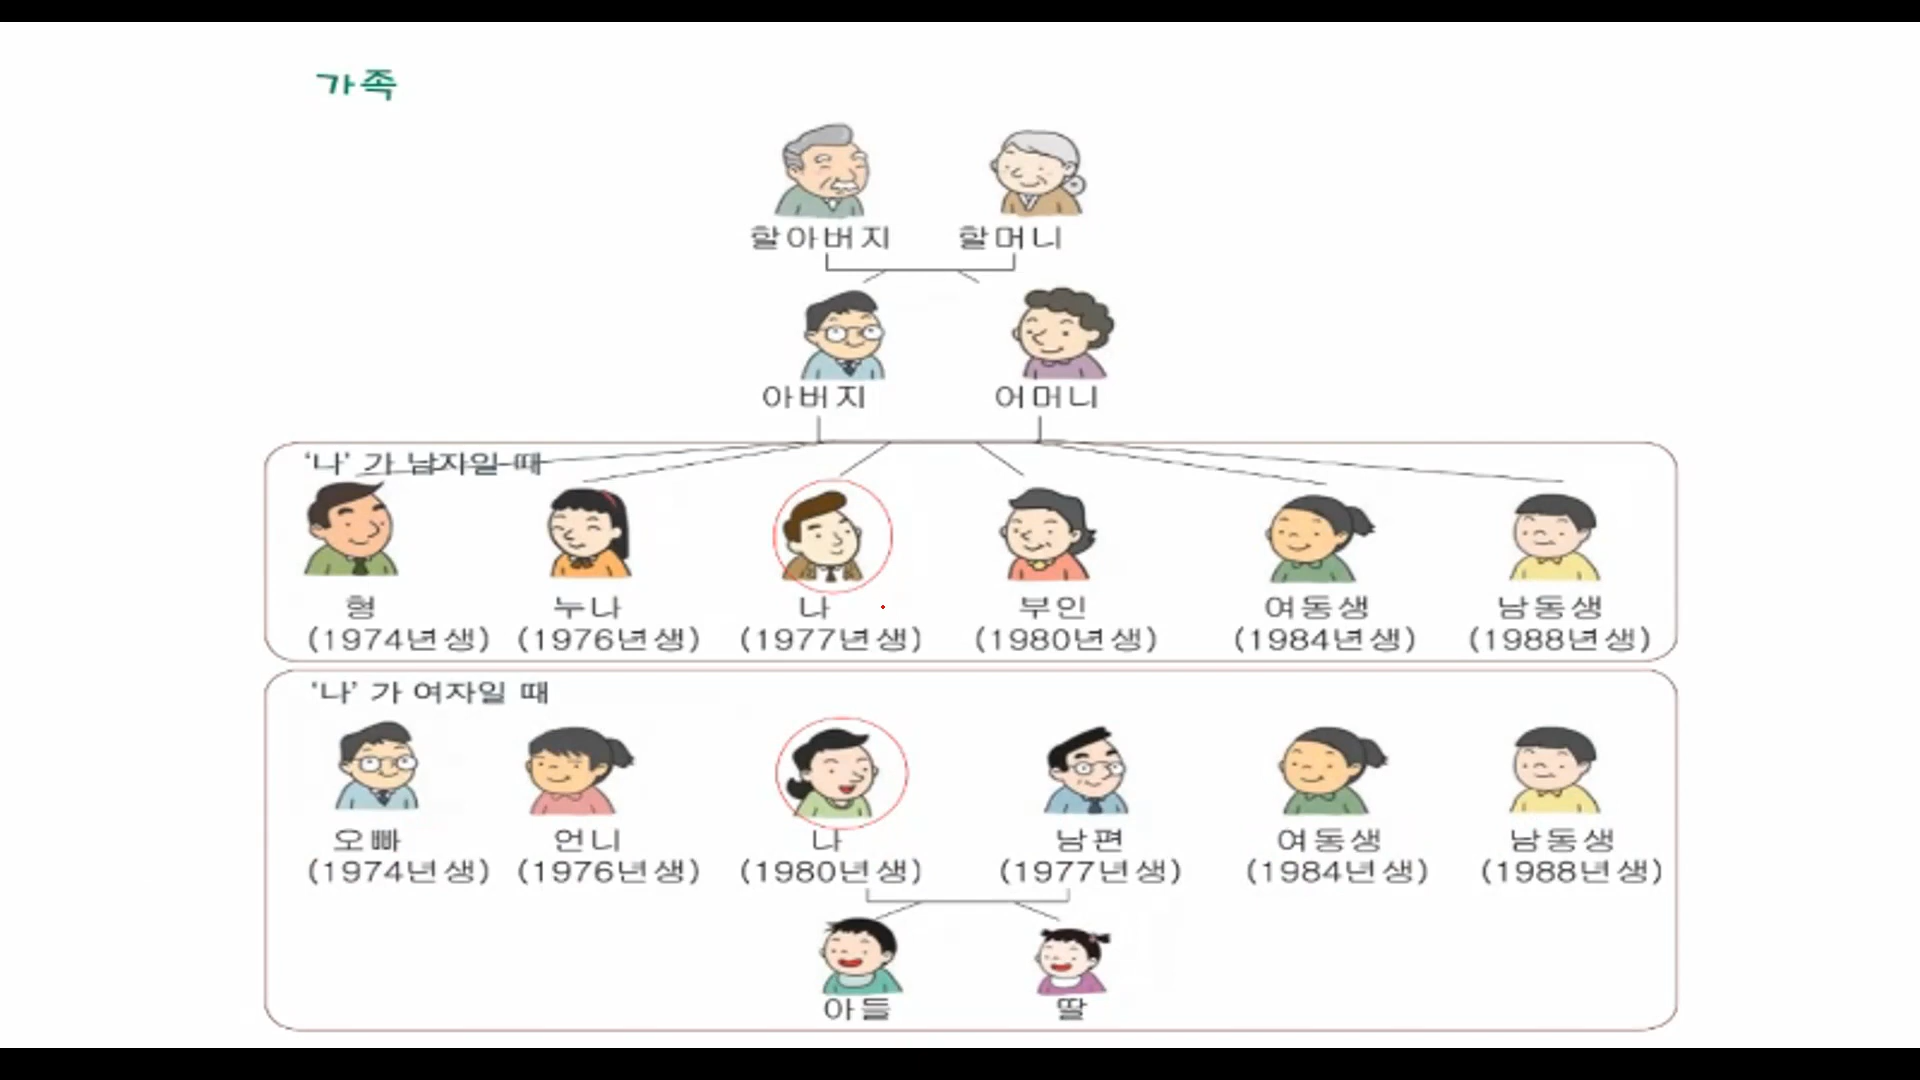 가족
할아버지 할머니
아버지 어머니
‘나’ 가 남자일 때
형 누나 나 부인 여동생 남동생
(1974년생) (1976년생) (1977년생) (1980년생) (1984년생) (1988년생)
‘나’ 가 여자일 때
오빠 언니 나 남편 여동생 남동생
(1974년생) (1976년생) (1980년생) (1977년생) (1984년생) (1988년생)
아들 딸